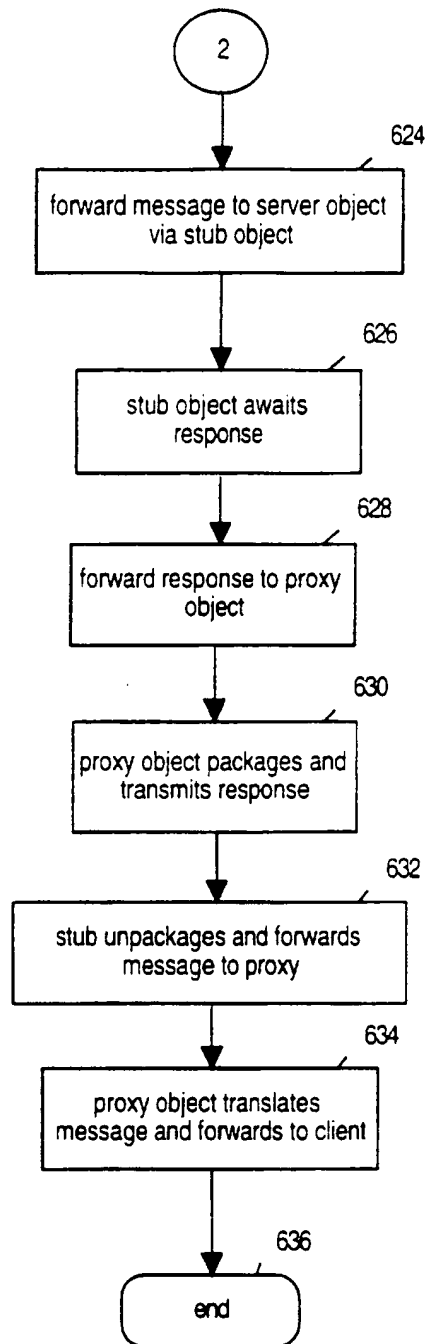 2
624
forward message to server object
via stub object
626
stub object awaits
response
628
forward response to proxy
object
630
proxy object packages and
transmits response
632
stub unpackages and forwards
message to proxy
634
proxy object translates
message and forwards to client
636
end